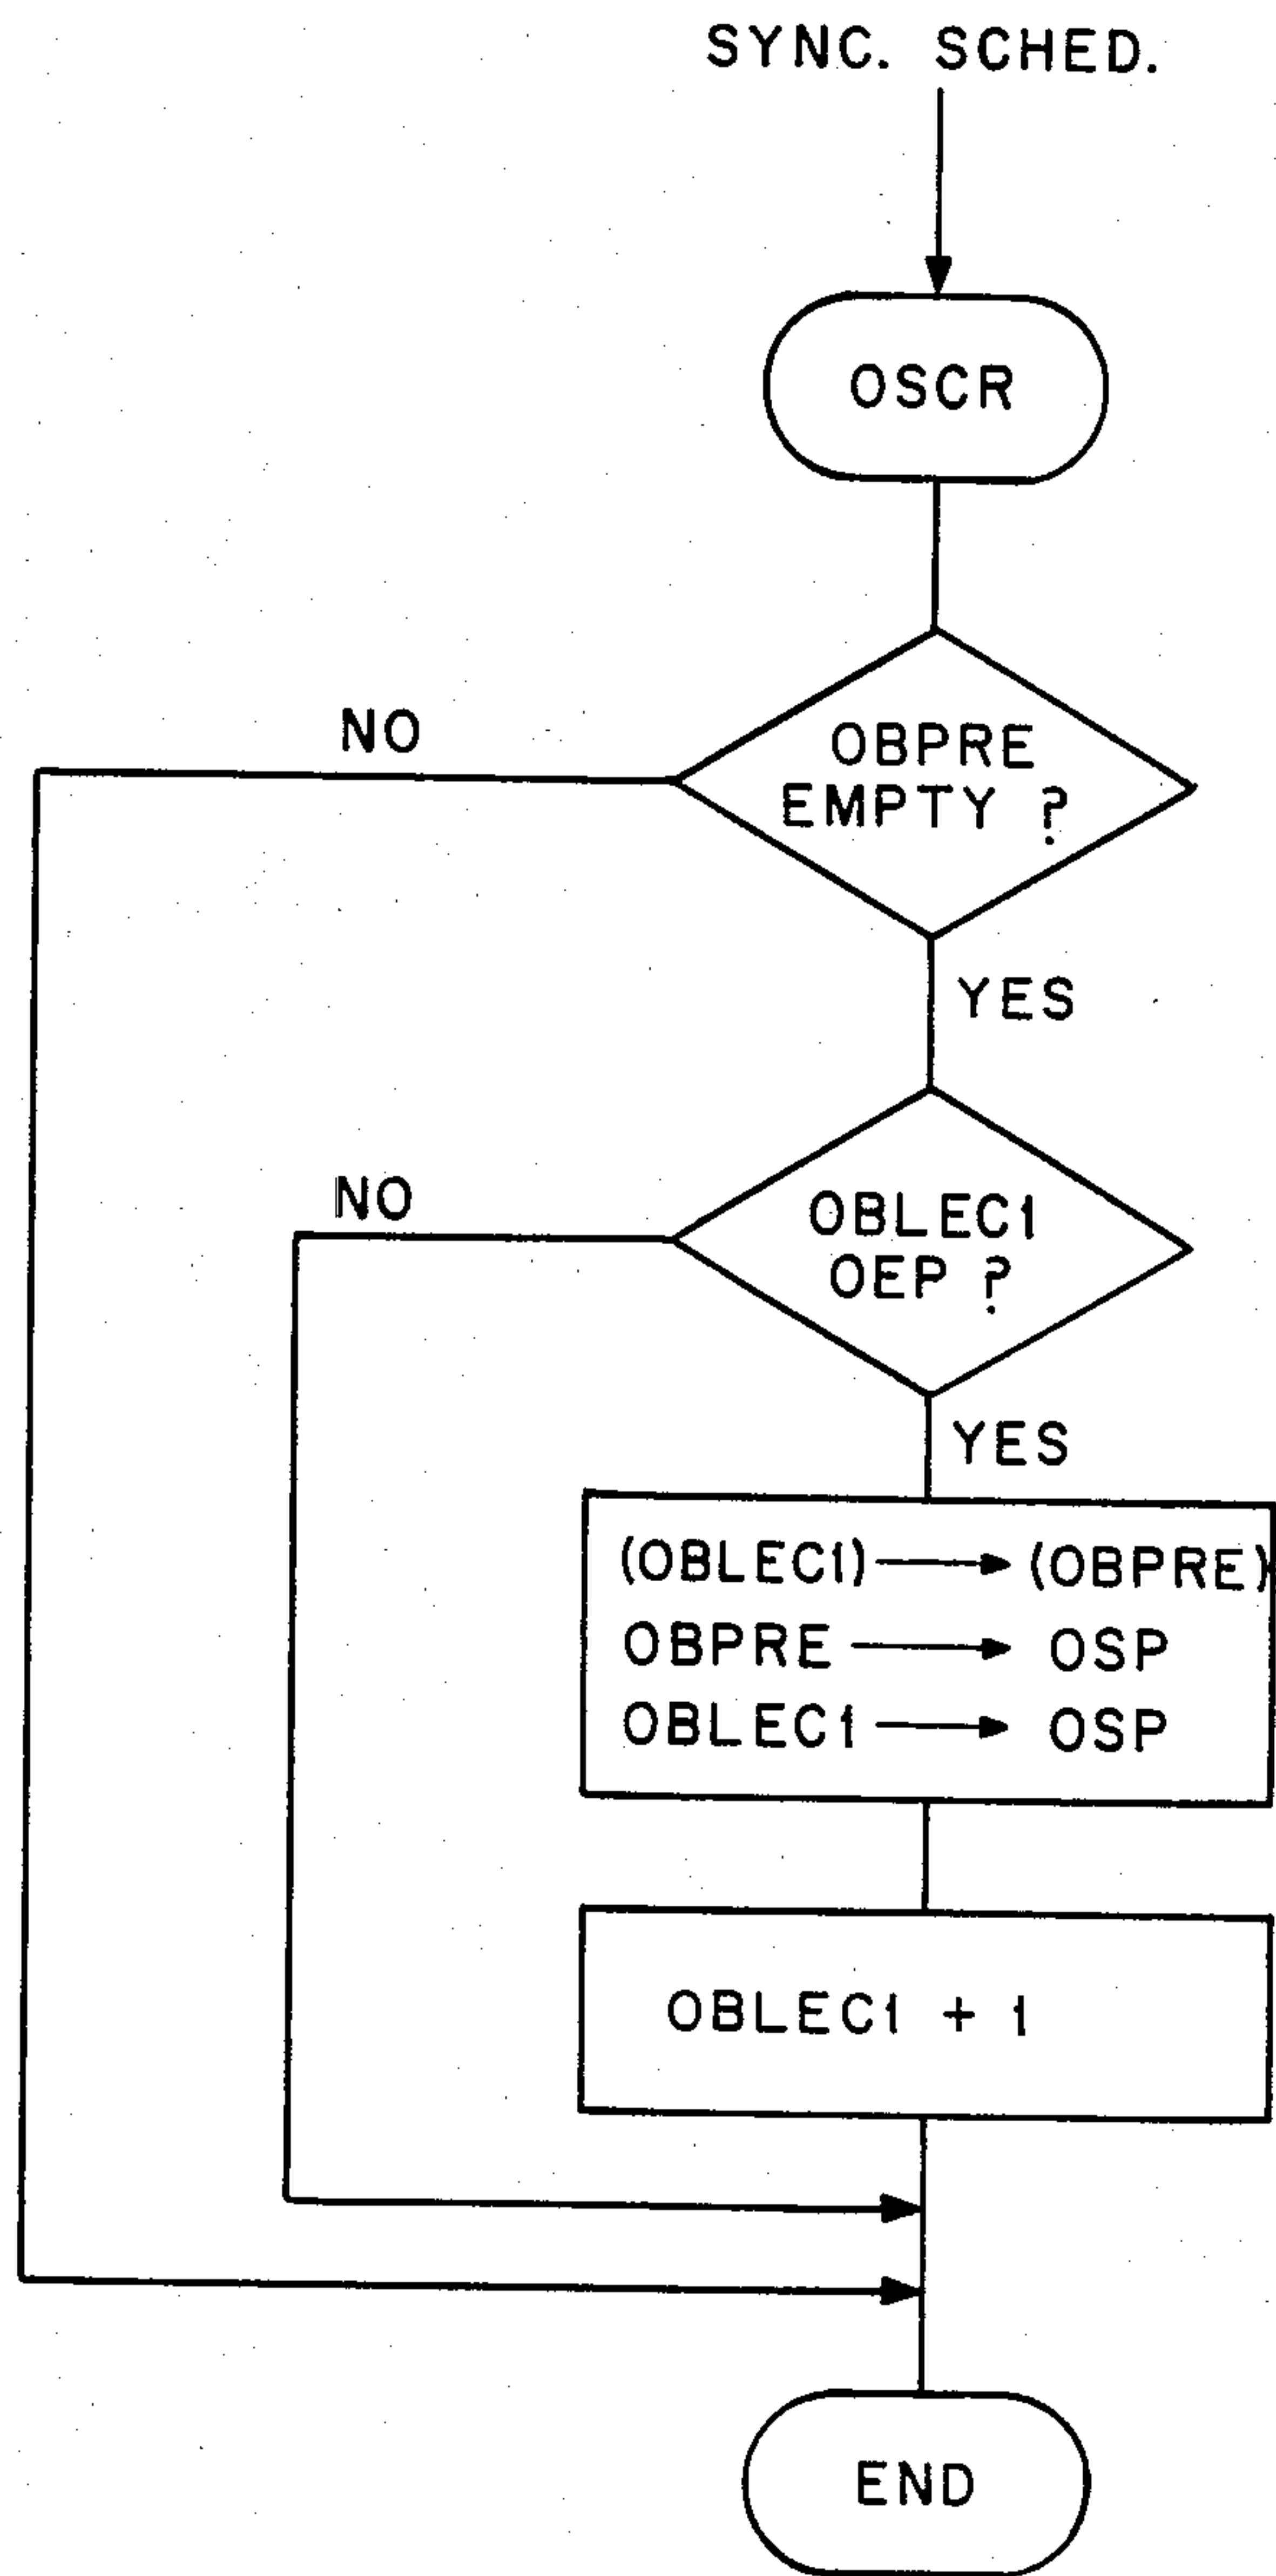 SYNC. SCHED.
OSCR
OBPRE
EMPTY ?
NO
YES
OBLEC1
OEP ?
NO
YES
(OBLEC1) → (OBPRE)
OBPRE → OSP
OBLEC1 → OSP
OBLEC1 + 1
END